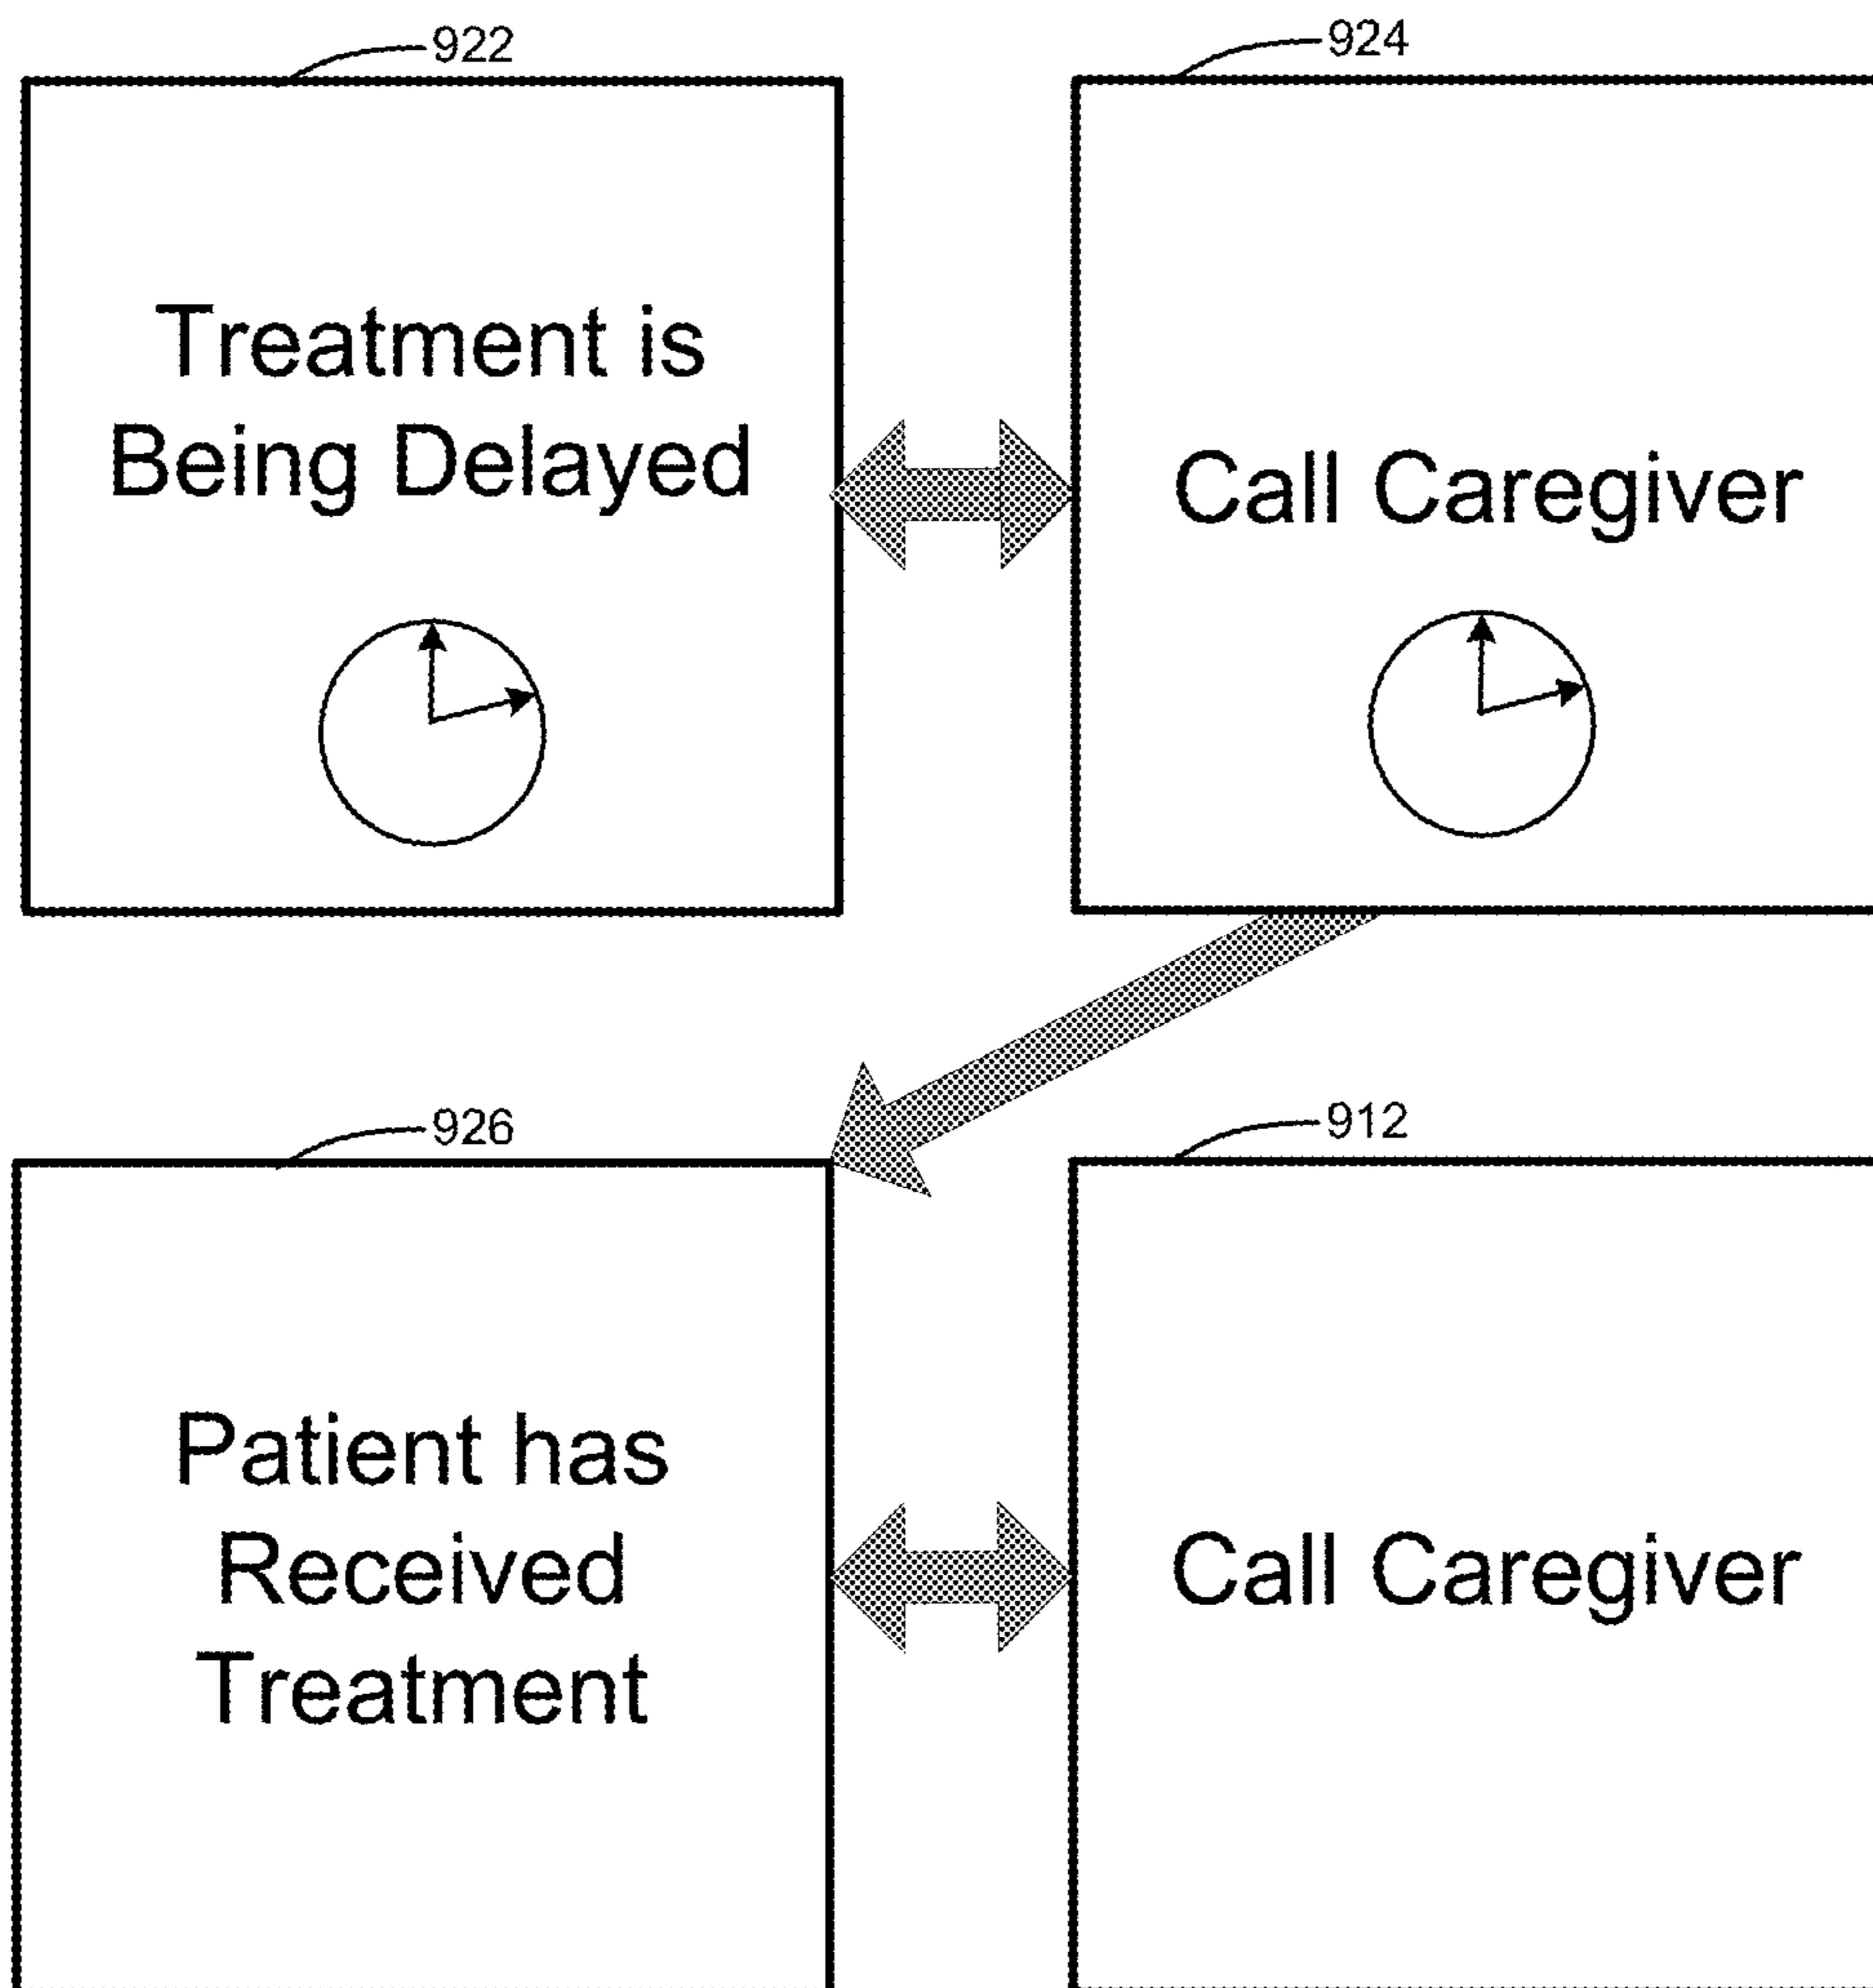 922
924
Treatment is
Being Delayed
Call Caregiver
926
912
Patient has
Received
Treatment
Call Caregiver